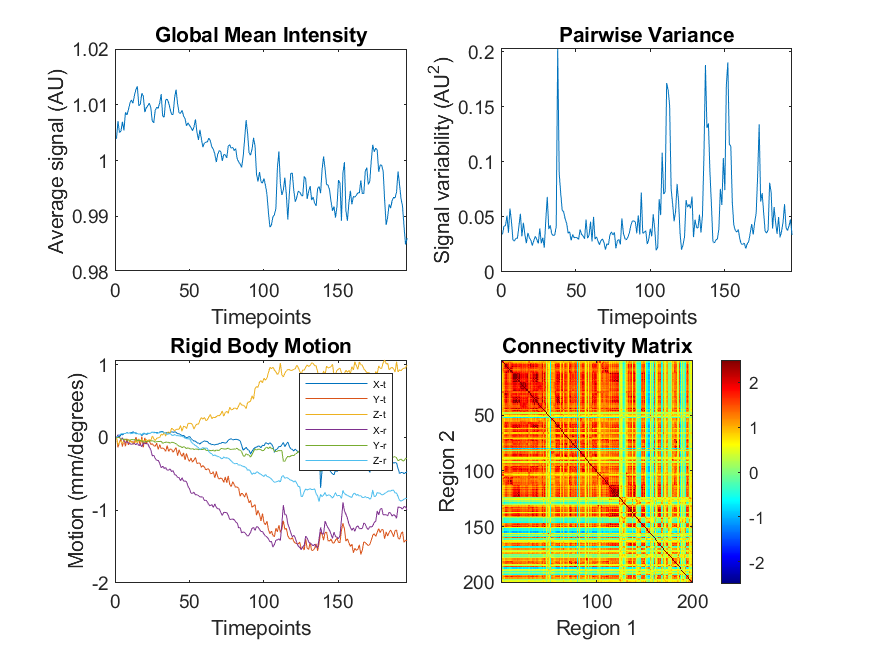 Global Mean Intensity
Average signal (AU)
1.02
1.01
1
0.99
0.98
0
50
100
150
Timepoints
Pairwise Variance
Signal variability (AU²)
0.2
0.15
0.1
0.05
0
0
50
100
150
Timepoints
Rigid Body Motion
Motion (mm/degrees)
1
0
-1
-2
X-t
Y-t
Z-t
X-r
Y-r
Z-r
0
50
100
150
Timepoints
Connectivity Matrix
Region 2
50
100
150
200
100
200
Region 1
2
1
0
-1
-2